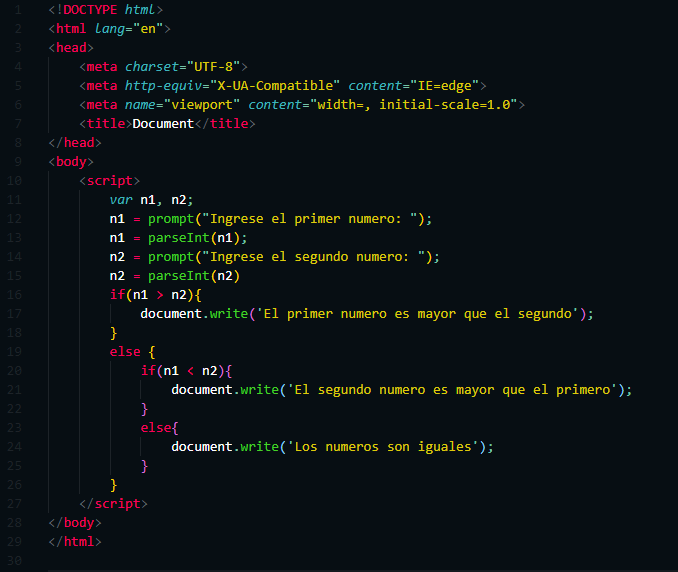 1 <!DOCTYPE html>
2 <html lang="en">
3 <head>
4     <meta charset="UTF-8">
5     <meta http-equiv="X-UA-Compatible" content="IE=edge">
6     <meta name="viewport" content="width=, initial-scale=1.0">
7     <title>Document</title>
8 </head>
9 <body>
10     <script>
11         var n1, n2;
12         n1 = prompt("Ingrese el primer numero: ");
13         n1 = parseInt(n1);
14         n2 = prompt("Ingrese el segundo numero: ");
15         n2 = parseInt(n2)
16         if(n1 > n2){
17             document.write('El primer numero es mayor que el segundo');
18         }
19         else {
20             if(n1 < n2){
21                 document.write('El segundo numero es mayor que el primero');
22             }
23             else{
24                 document.write('Los numeros son iguales');
25             }
26         }
27     </script>
28 </body>
29 </html>
30